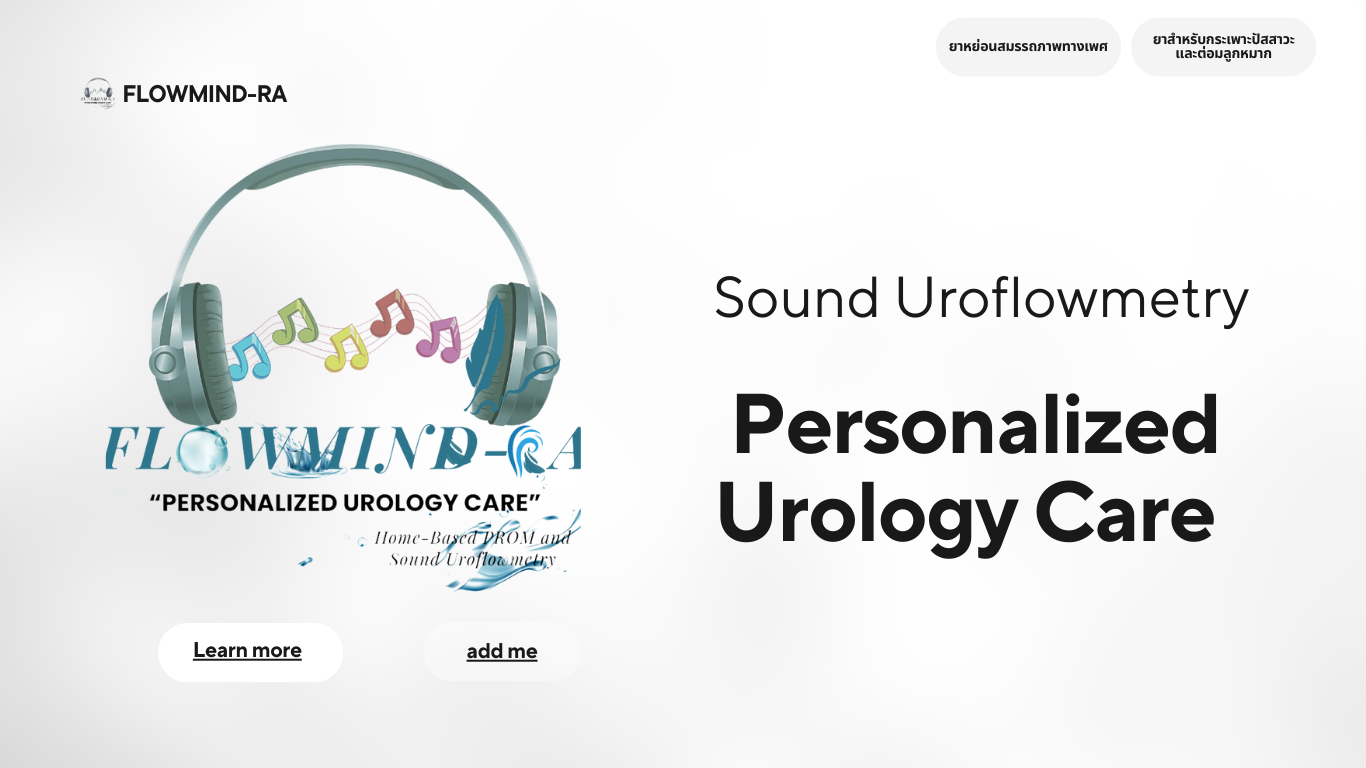 ยาหย่อนสมรรถภาพทางเพศ
ยาสำหรับกระเพาะปัสสาวะ
และต่อมลูกหมาก
FLOWMIND-RA
FLOWMIND-RA
“PERSONALIZED UROLOGY CARE”
Home-Based PROM and
Sound Uroflowmetry
Sound Uroflowmetry
Personalized
Urology Care
Learn more
add me